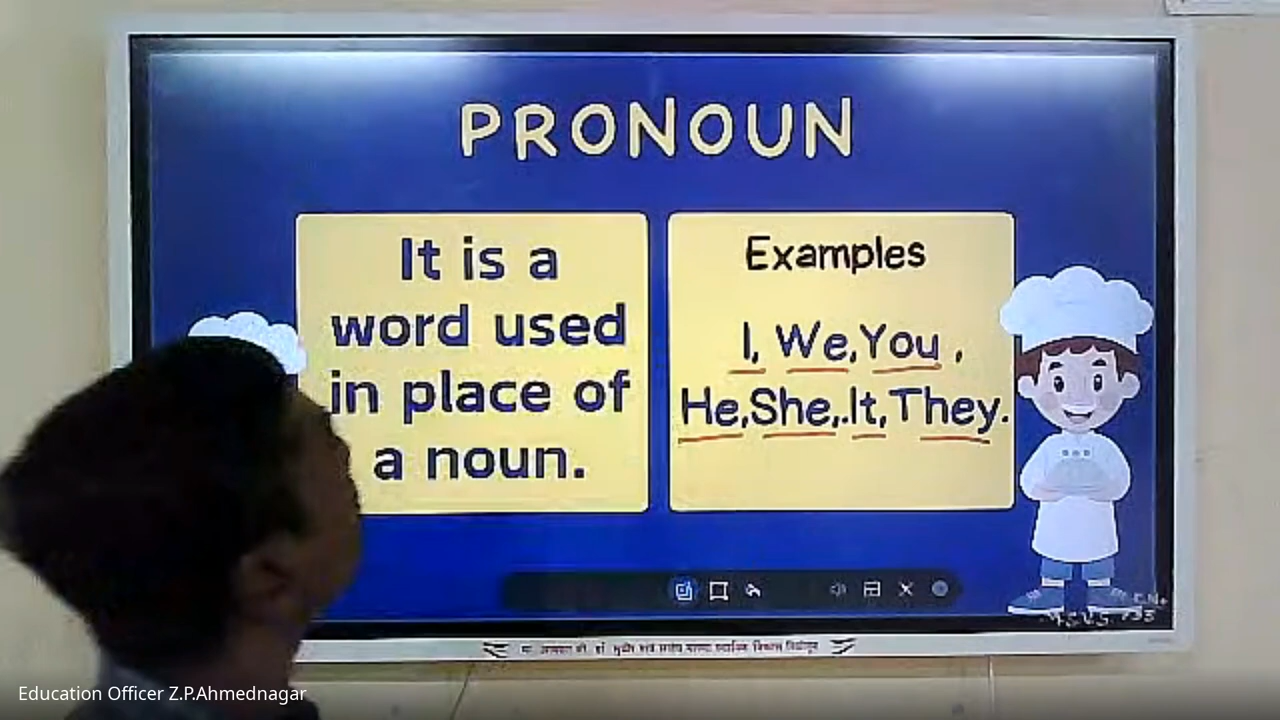 PRONOUN
It is a
word used
in place of
a noun.
Examples
I, We,You ,
He,She,.It,They.
Education Officer Z.P.Ahmednagar